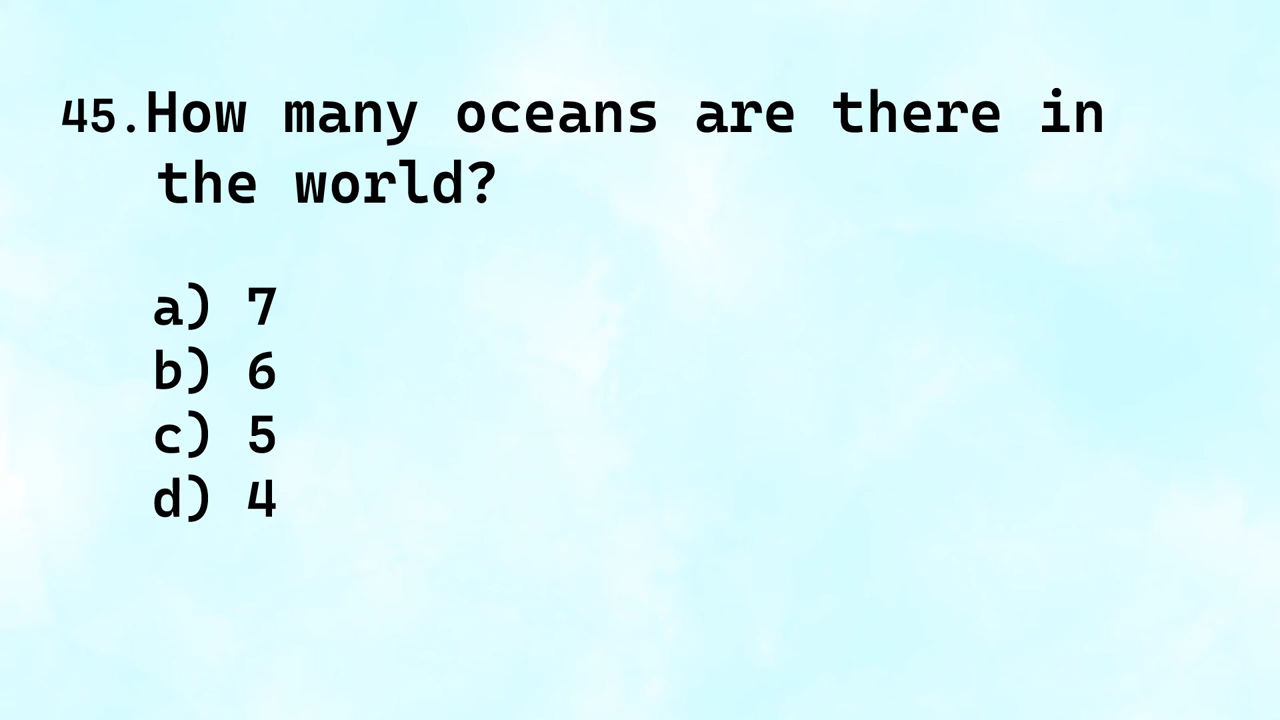 45.How many oceans are there in
the world?
a) 7
b) 6
c) 5
d) 4